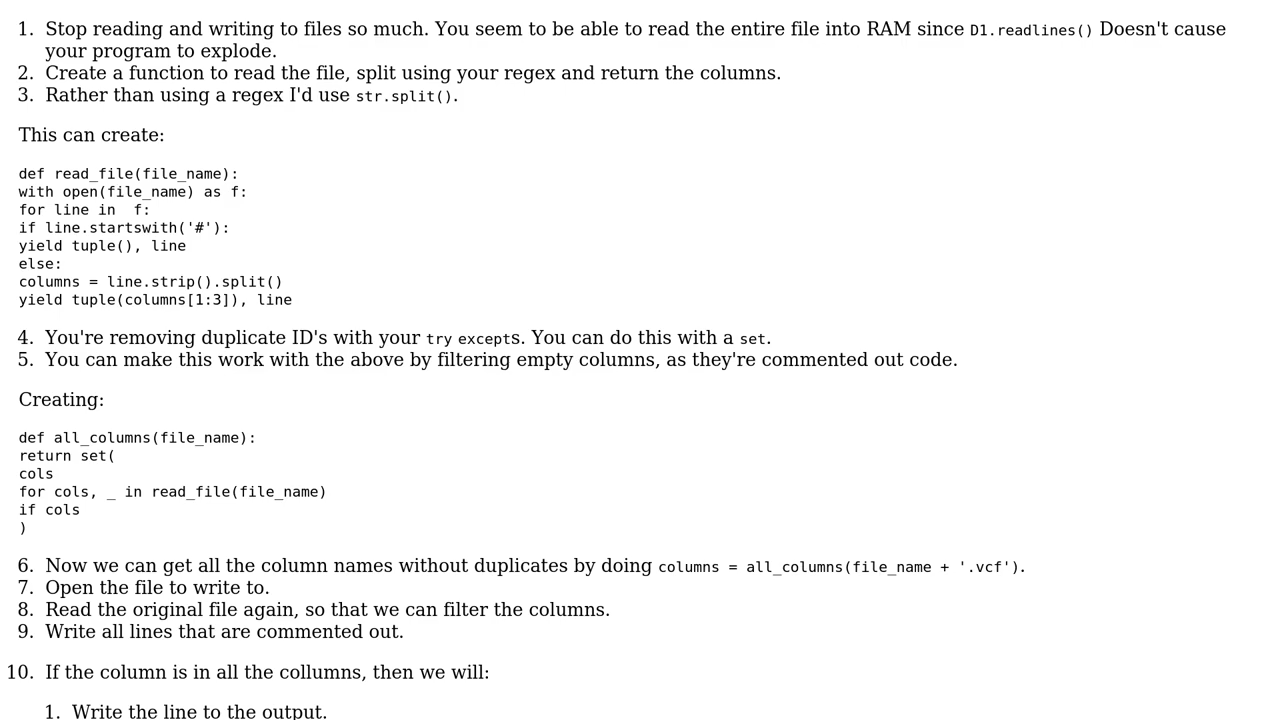 1. Stop reading and writing to files so much. You seem to be able to read the entire file into RAM since D1.readlines() Doesn't cause
your program to explode.
2. Create a function to read the file, split using your regex and return the columns.
3. Rather than using a regex I'd use str.split().
This can create:
def read_file(file_name):
with open(file_name) as f:
for line in  f:
if line.startswith('#'):
yield tuple(), line
else:
columns = line.strip().split()
yield tuple(columns[1:3]), line
4. You're removing duplicate ID's with your try excepts. You can do this with a set.
5. You can make this work with the above by filtering empty columns, as they're commented out code.
Creating:
def all_columns(file_name):
return set(
cols
for cols, _ in read_file(file_name)
if cols
)
6. Now we can get all the column names without duplicates by doing columns = all_columns(file_name + '.vcf').
7. Open the file to write to.
8. Read the original file again, so that we can filter the columns.
9. Write all lines that are commented out.
10. If the column is in all the collumns, then we will:
1. Write the line to the output.